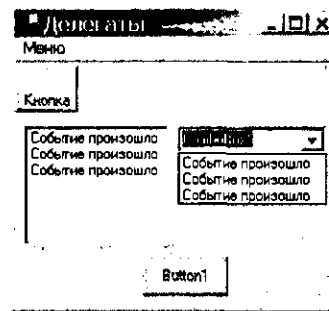 Делегаты
Меню
Кнопка
Событие произошло
Событие произошло
Событие произошло
Событие произошло
Событие произошло
Событие произошло
Button1